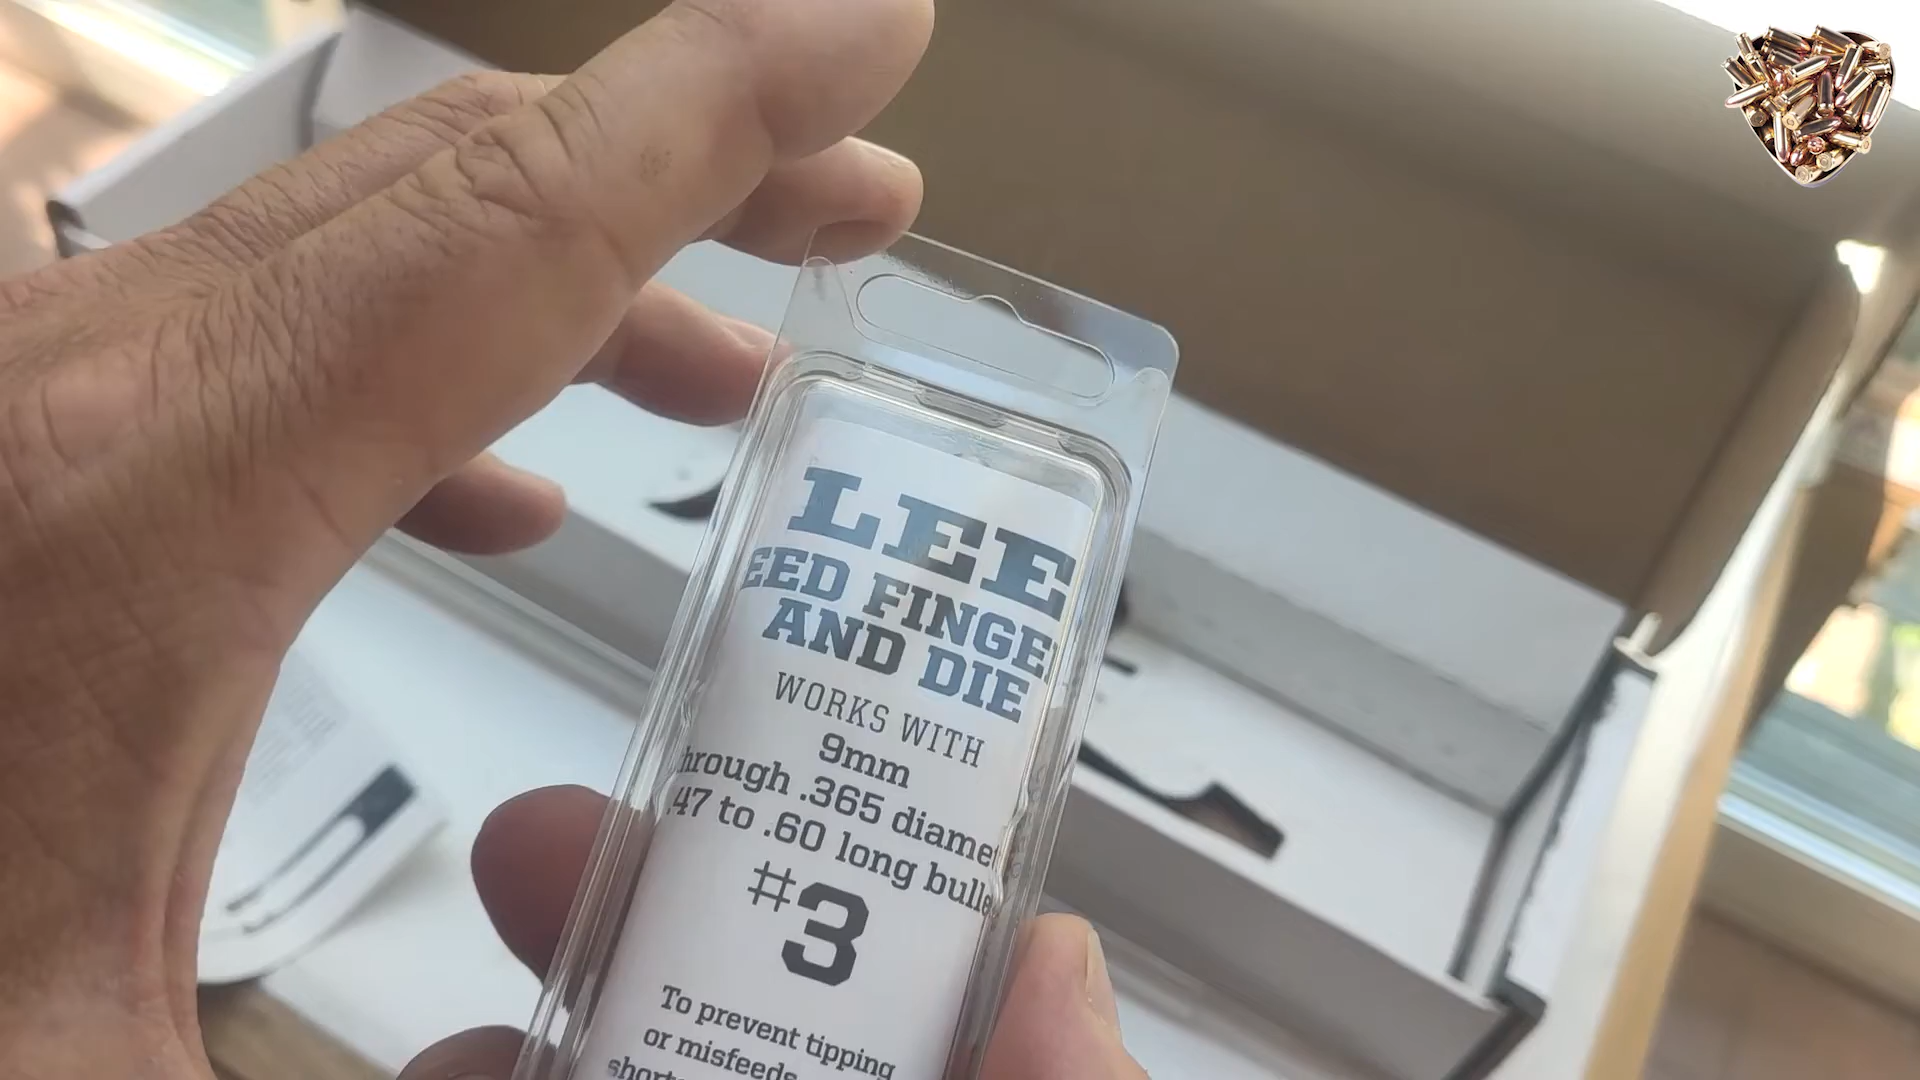 LEE
EED FINGE
AND DIE
WORKS WITH
9mm
through .365 diamet
.47 to .60 long bulle
#3
To prevent tipping
or misfeeds
short